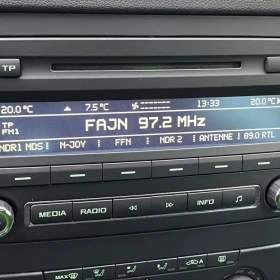 TP
20.0 °C ▲ 7.5 °C 13:33 20.0 °C
TP
FM1
FAJN 97.2 MHz
NDR1 NDS N-JOY FFN NDR 2 ANTENNE 89.0 RTL
MEDIA RADIO INFO
MAX A